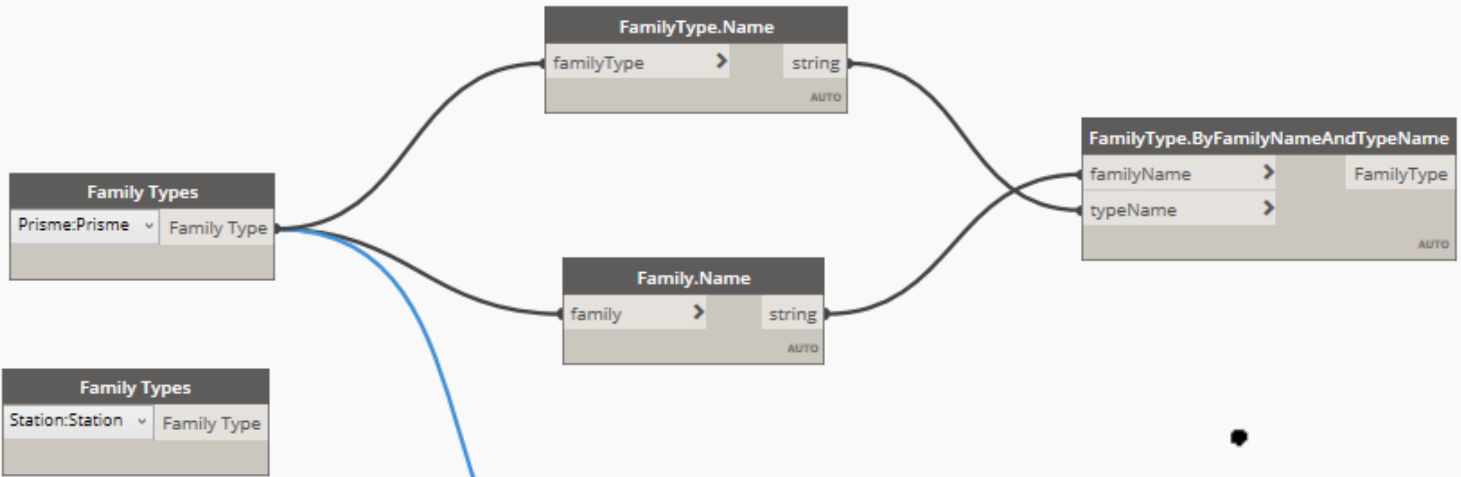 FamilyType.Name
familyType > string
AUTO
FamilyType.ByFamilyNameAndTypeName
familyName > FamilyType
typeName >
AUTO
Family Types
Prisme:Prisme Family Type
Family.Name
family > string
AUTO
Family Types
Station:Station Family Type